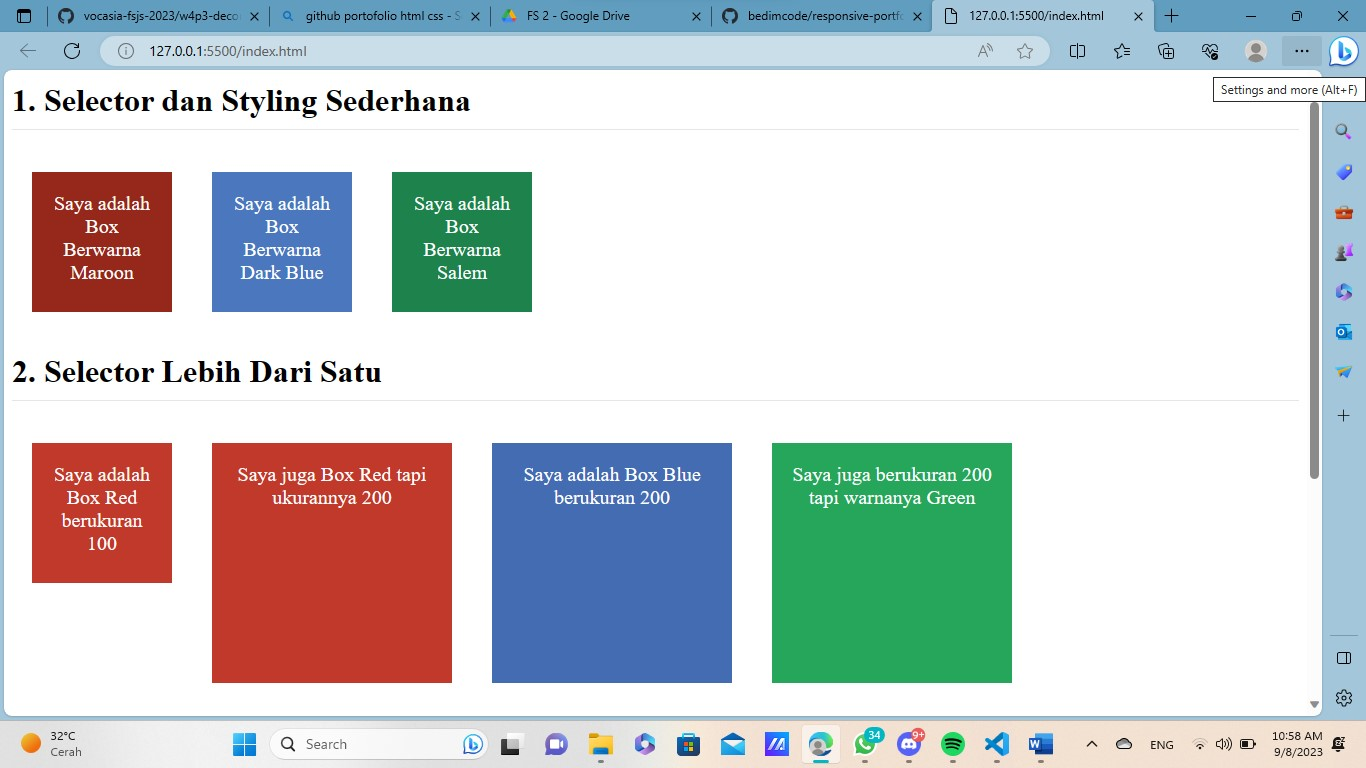 vocasia-fsjs-2023/w4p3-deco
github portofolio html css - S
FS 2 - Google Drive
bedimcode/responsive-portf
127.0.0.1:5500/index.html
127.0.0.1:5500/index.html
Settings and more (Alt+F)
1. Selector dan Styling Sederhana
Saya adalah
Box
Berwarna
Maroon
Saya adalah
Box
Berwarna
Dark Blue
Saya adalah
Box
Berwarna
Salem
2. Selector Lebih Dari Satu
Saya adalah
Box Red
berukuran
100
Saya juga Box Red tapi
ukurannya 200
Saya adalah Box Blue
berukuran 200
Saya juga berukuran 200
tapi warnanya Green
32°C
Cerah
Search
34
9+
ENG
10:58 AM
9/8/2023